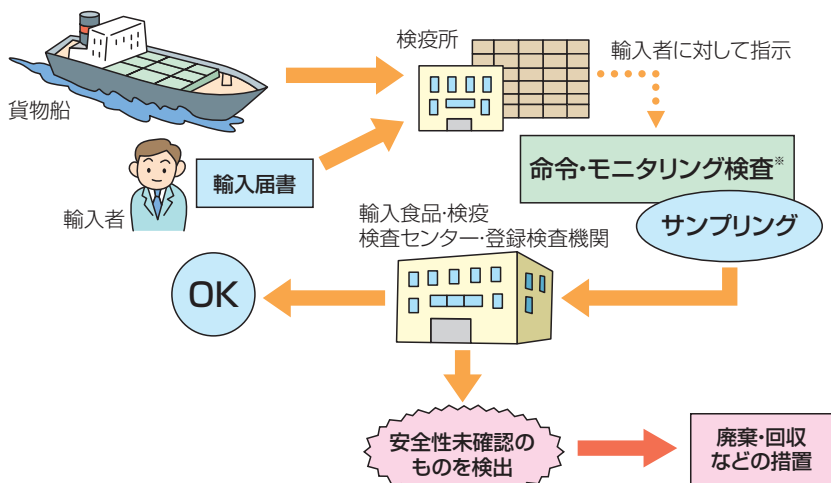 検疫所
輸入者に対して指示
貨物船
命令・モニタリング検査※
輸入届書
輸入者
サンプリング
輸入食品・検疫
検査センター・登録検査機関
OK
安全性未確認の
ものを検出
廃棄・回収
などの措置